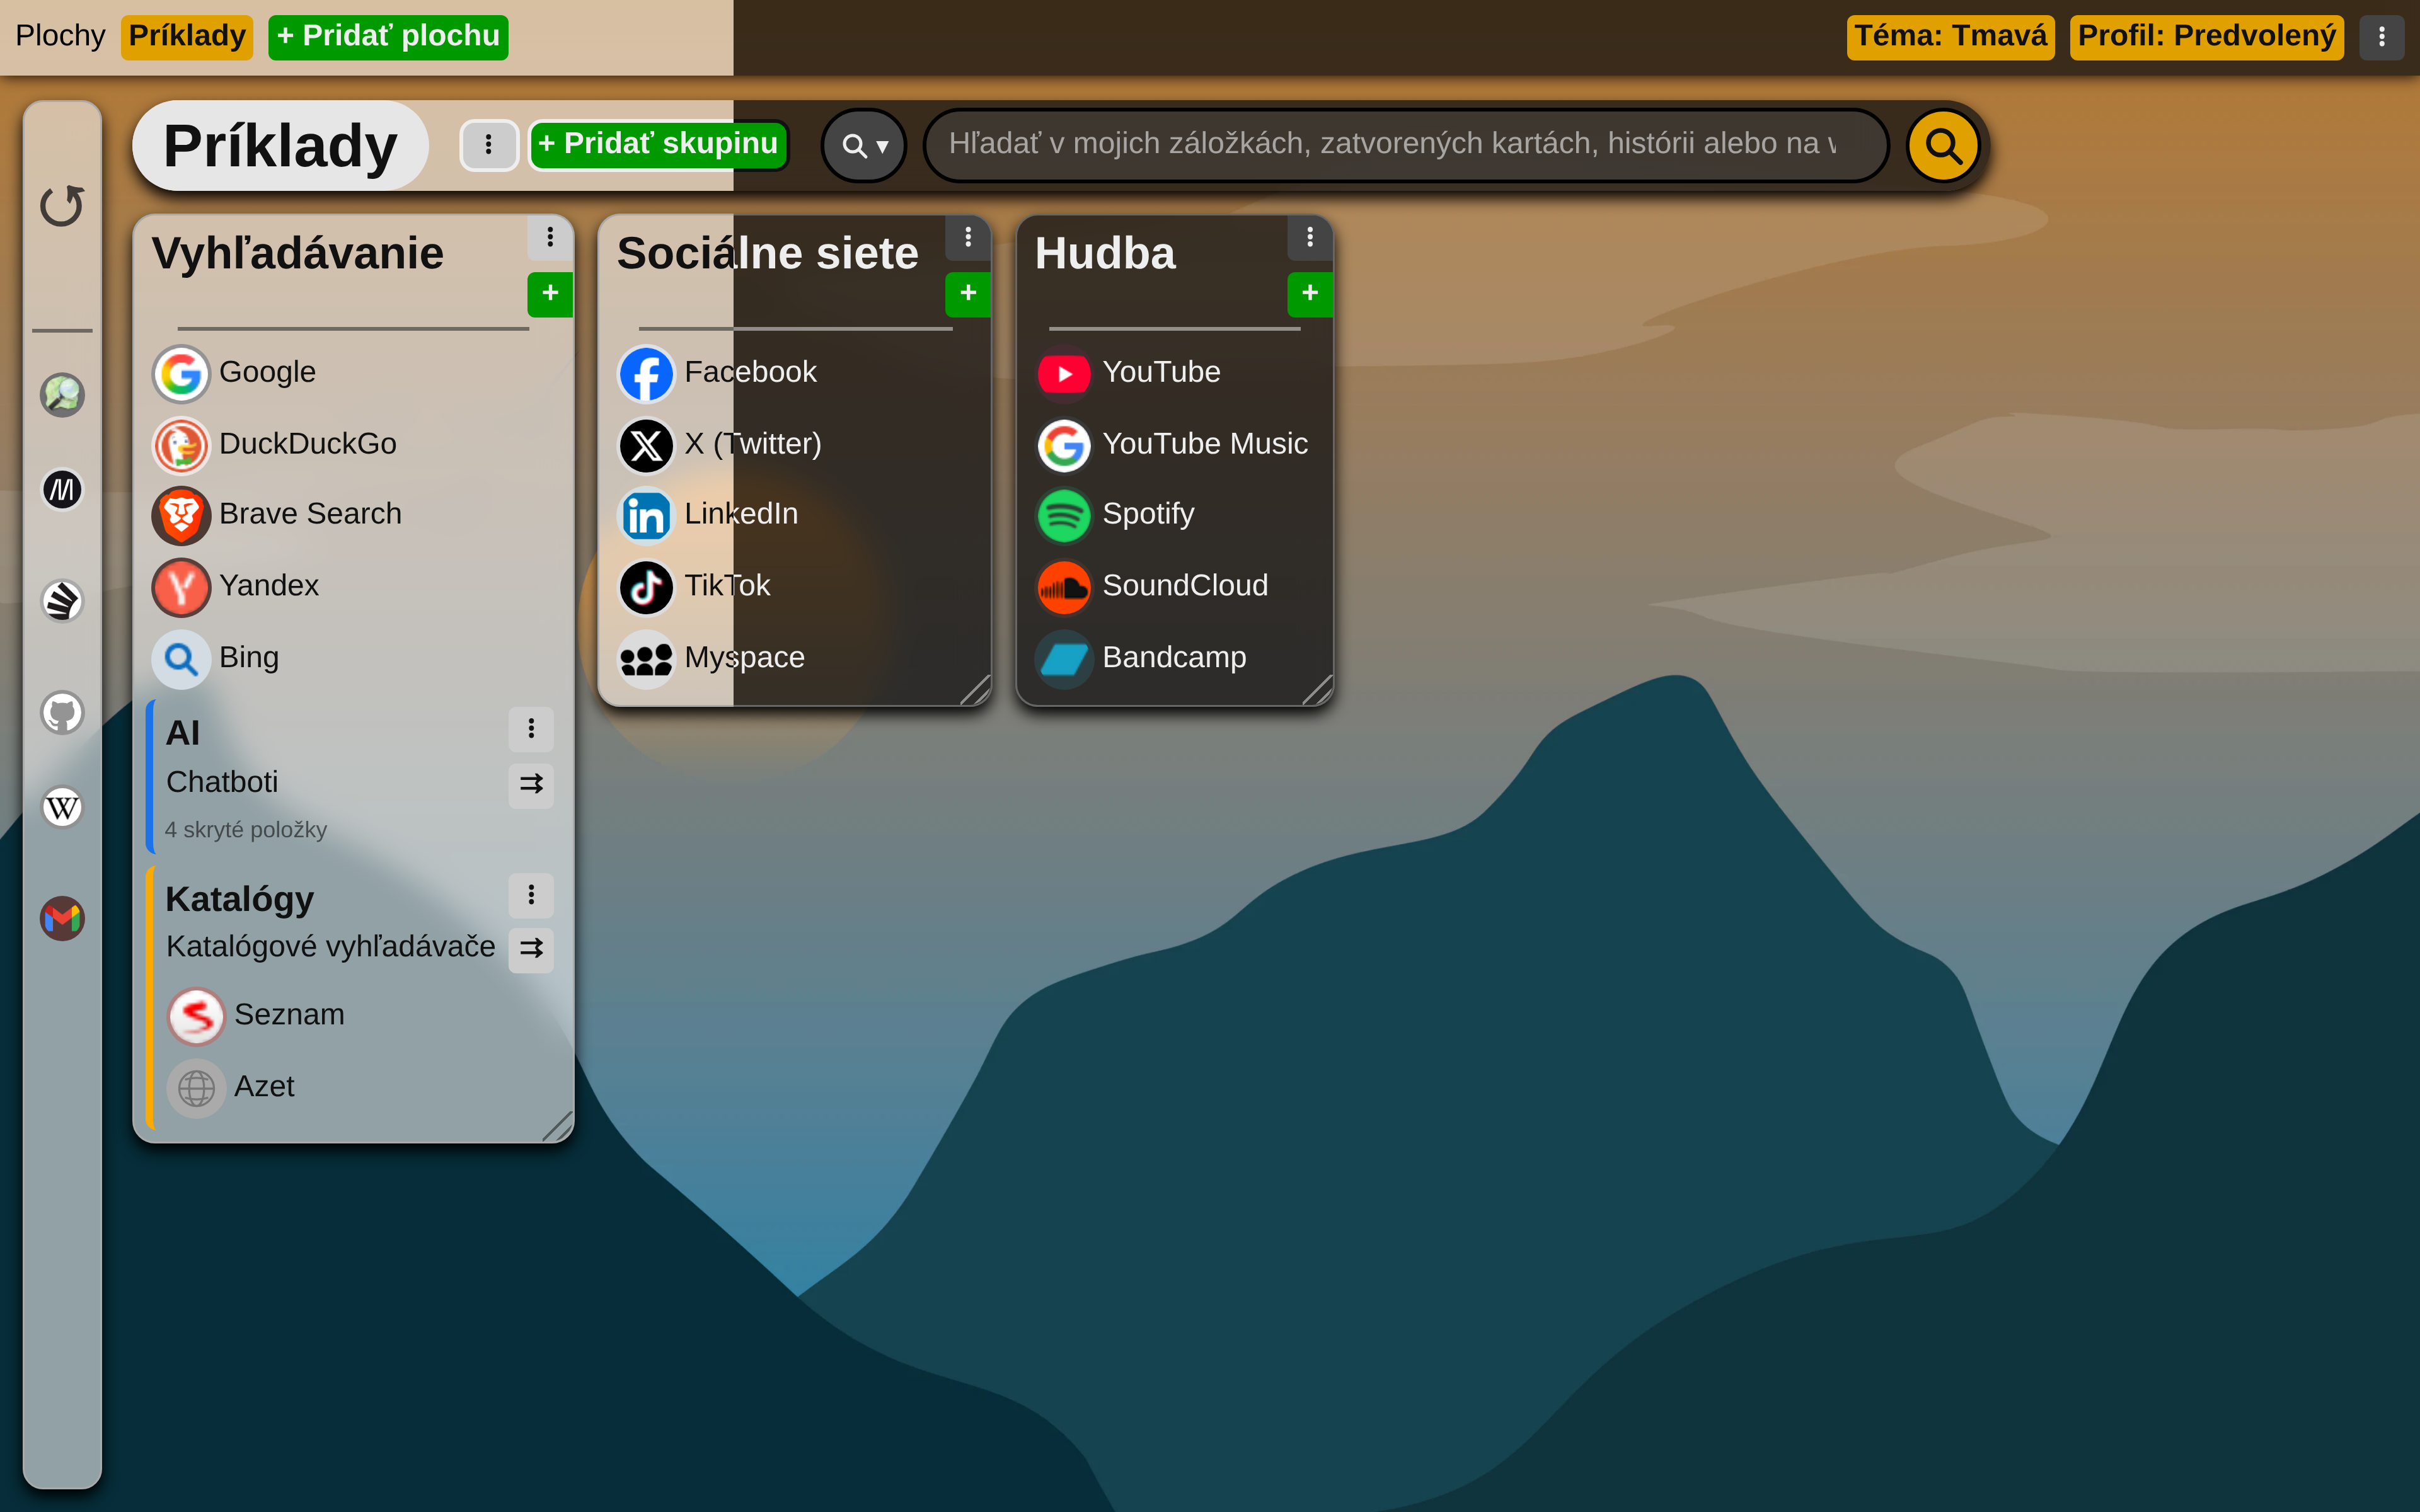 Plochy Príklady + Pridať plochu Téma: Tmavá Profil: Predvolený
Príklady + Pridať skupinu Hľadať v mojich záložkách, zatvorených kartách, histórii alebo na
Vyhľadávanie
Google
DuckDuckGo
Brave Search
Yandex
Bing
AI
Chatboti
4 skryté položky
Katalógy
Katalógové vyhľadávače
Seznam
Azet
Sociálne siete
Facebook
X (Twitter)
LinkedIn
TikTok
Myspace
Hudba
YouTube
YouTube Music
Spotify
SoundCloud
Bandcamp